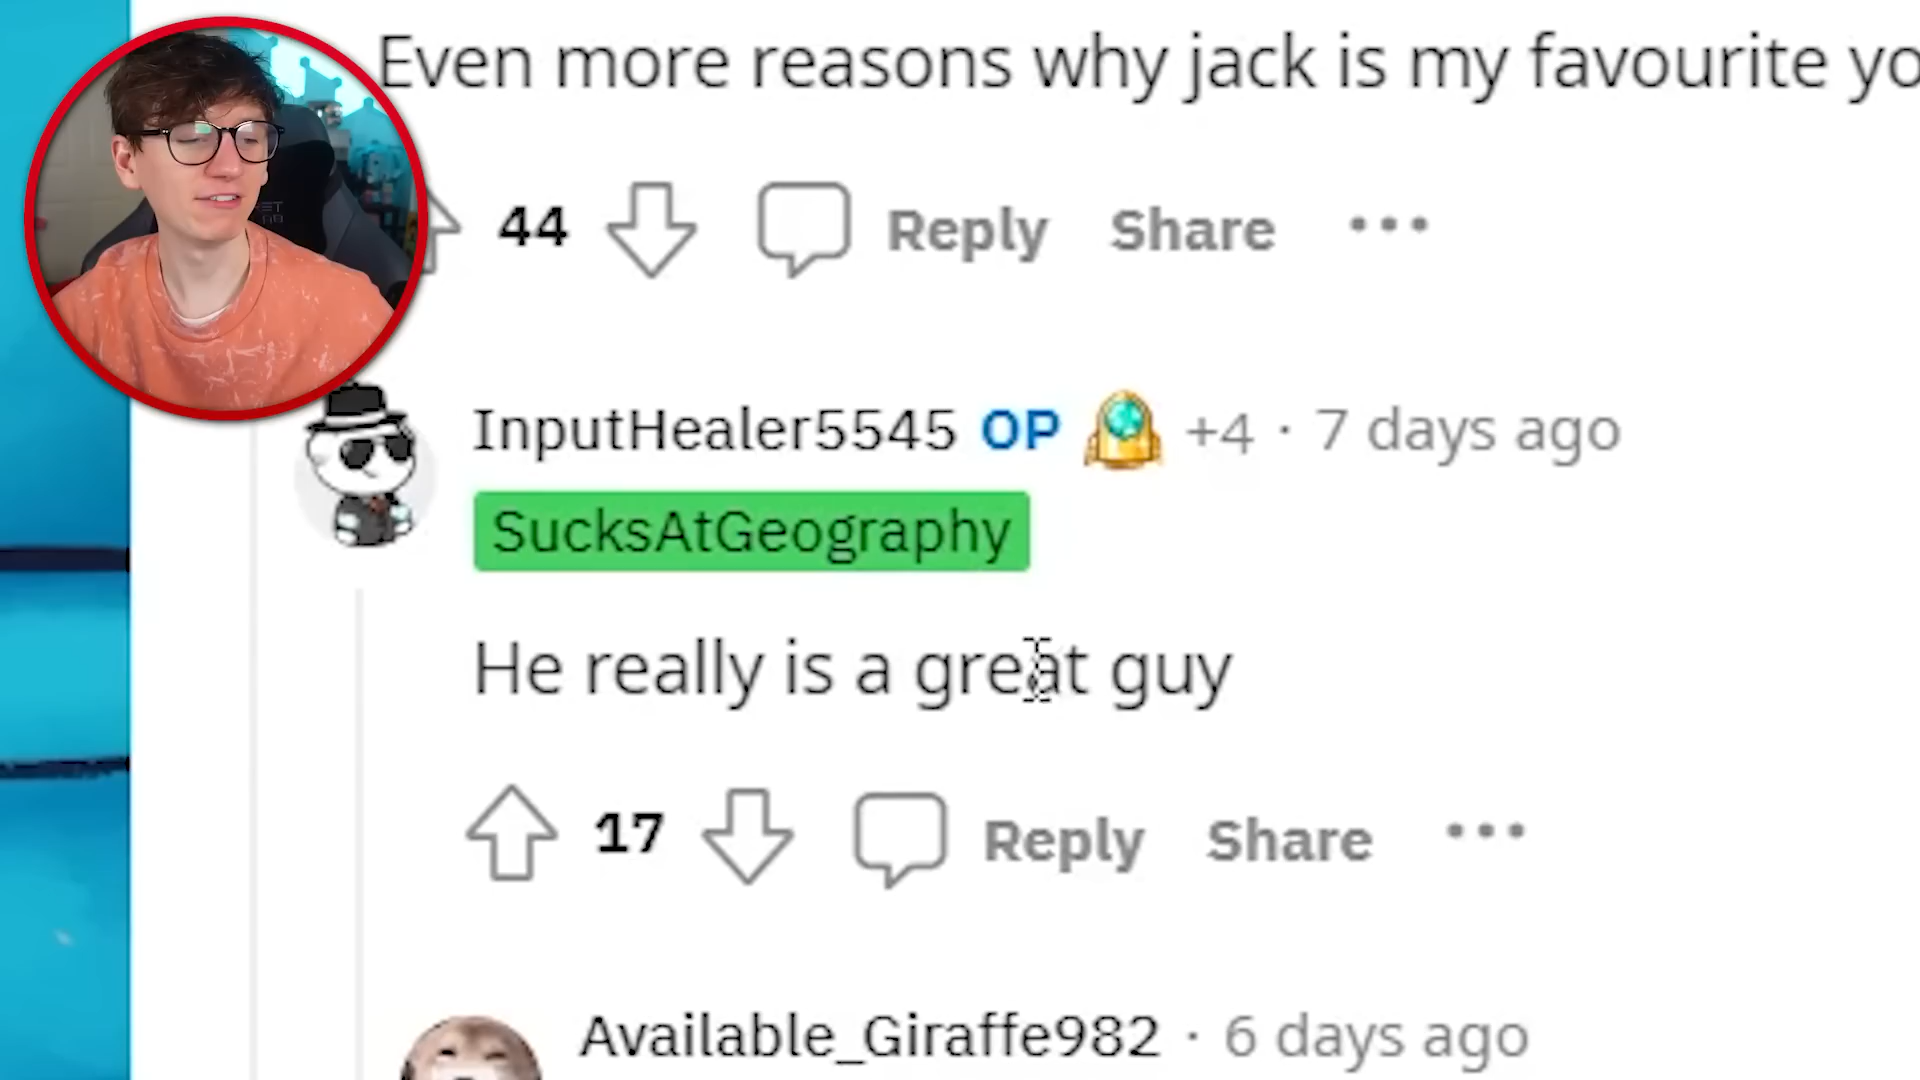 Even more reasons why jack is my favourite yo
44 Reply Share
InputHealer5545 OP +4 · 7 days ago
SucksAtGeography
He really is a great guy
17 Reply Share
Available_Giraffe982 · 6 days ago